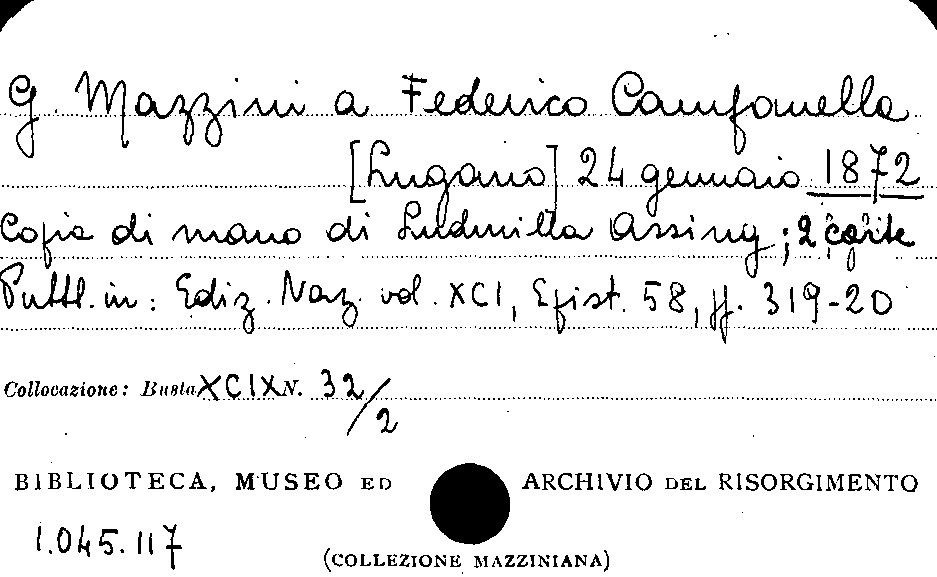 G. Mazzini a Federico Campanella
[Lugano] 24 gennaio 1872
Copia di mano di Ludmilla Assing; 2 carte
Pubbl. in: Ediz. Naz. vol. XCI, Epist. 58, pp. 319-20
Collocazione: Busta XCIX N. 32/2
BIBLIOTECA, MUSEO ED ARCHIVIO DEL RISORGIMENTO
1.045.117
(COLLEZIONE MAZZINIANA)